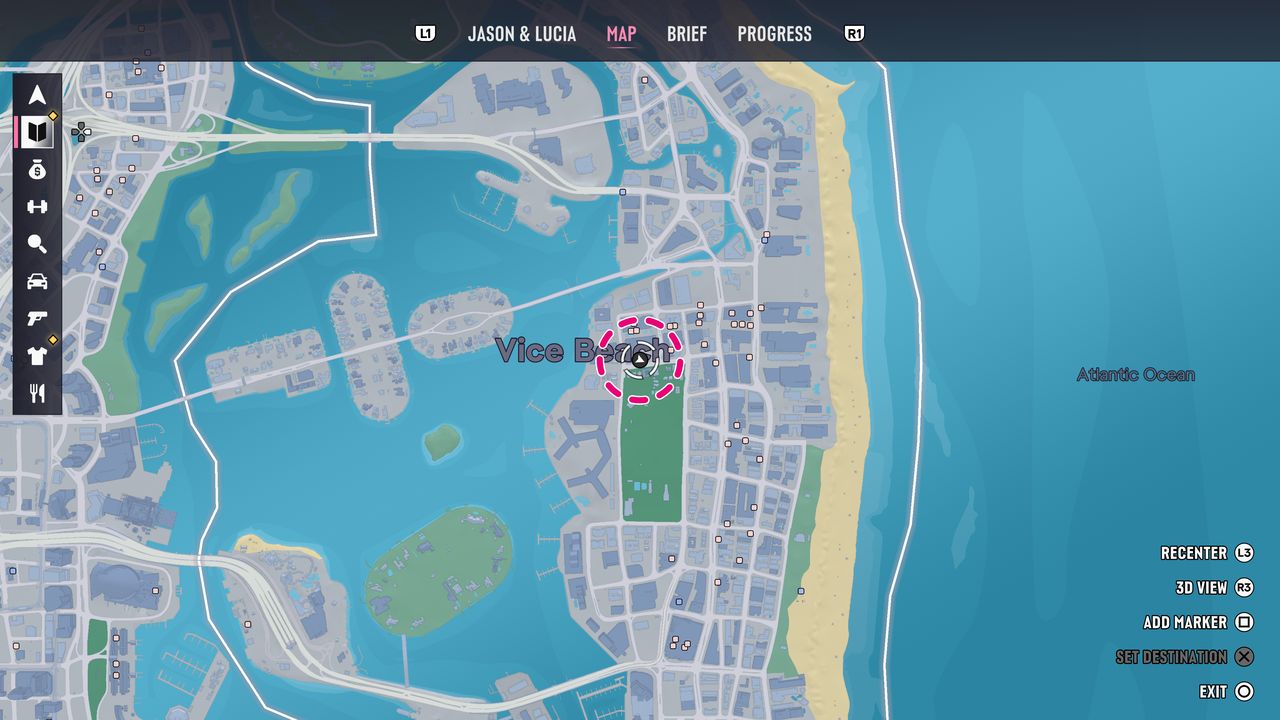 L1 JASON & LUCIA MAP BRIEF PROGRESS R1
Vice Beach
Atlantic Ocean
RECENTER L3
3D VIEW R3
ADD MARKER
SET DESTINATION
EXIT